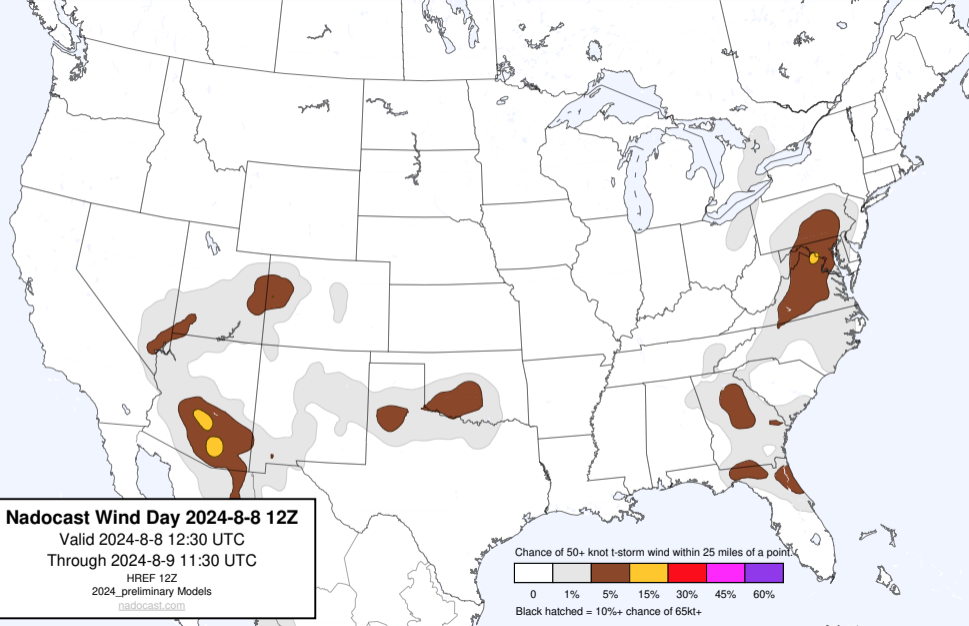 Nadocast Wind Day 2024-8-8 12Z
Valid 2024-8-8 12:30 UTC
Through 2024-8-9 11:30 UTC
HREF 12Z
2024_preliminary Models
nadocast.com
Chance of 50+ knot t-storm wind within 25 miles of a point.
0 1% 5% 15% 30% 45% 60%
Black hatched = 10%+ chance of 65kt+